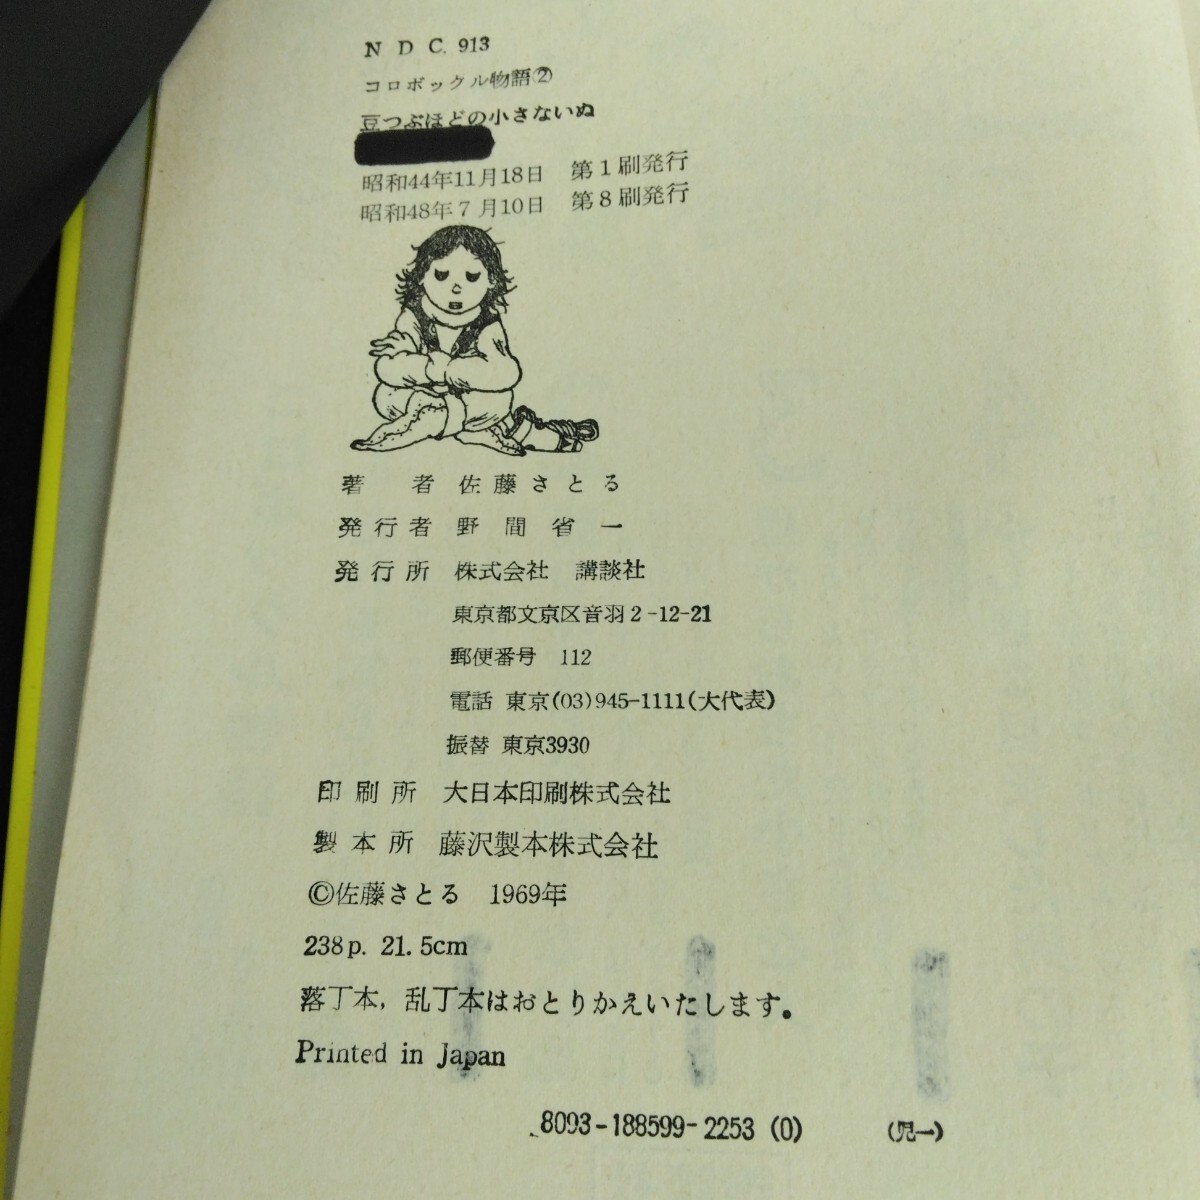 N D C. 913
コロボックル物語②
豆つぶほどの小さないぬ
昭和44年11月18日 第1刷発行
昭和48年7月10日 第8刷発行
著者 佐藤さとる
発行者 野間省一
発行所 株式会社 講談社
東京都文京区音羽2-12-21
郵便番号 112
電話 東京(03)945-1111(大代表)
振替 東京3930
印刷所 大日本印刷株式会社
製本所 藤沢製本株式会社
©佐藤さとる 1969年
238p. 21.5cm
落丁本，乱丁本はおとりかえいたします。
Printed in Japan
8093-188599-2253 (0) (児一)